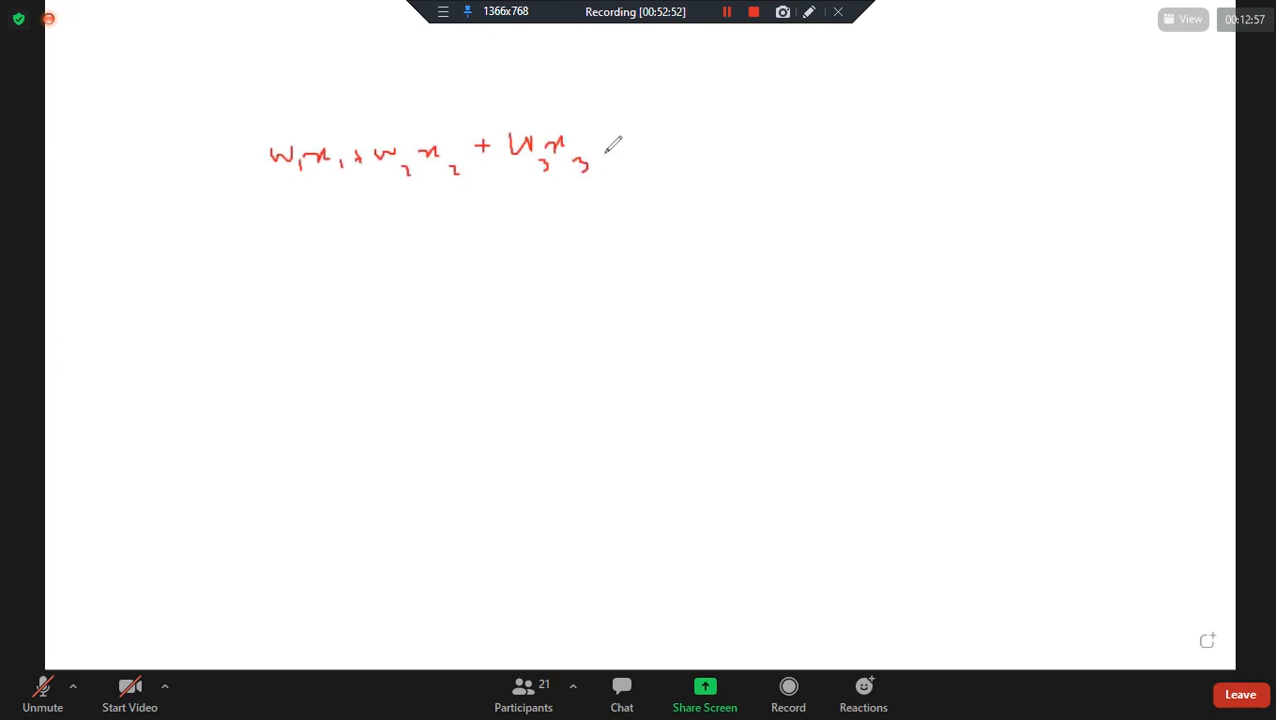 1366x768 Recording [00:52:52]
View 00:12:57
w₁x₁ + w₂x₂ + w₃x₃
Unmute Start Video Participants 21 Chat Share Screen Record Reactions Leave